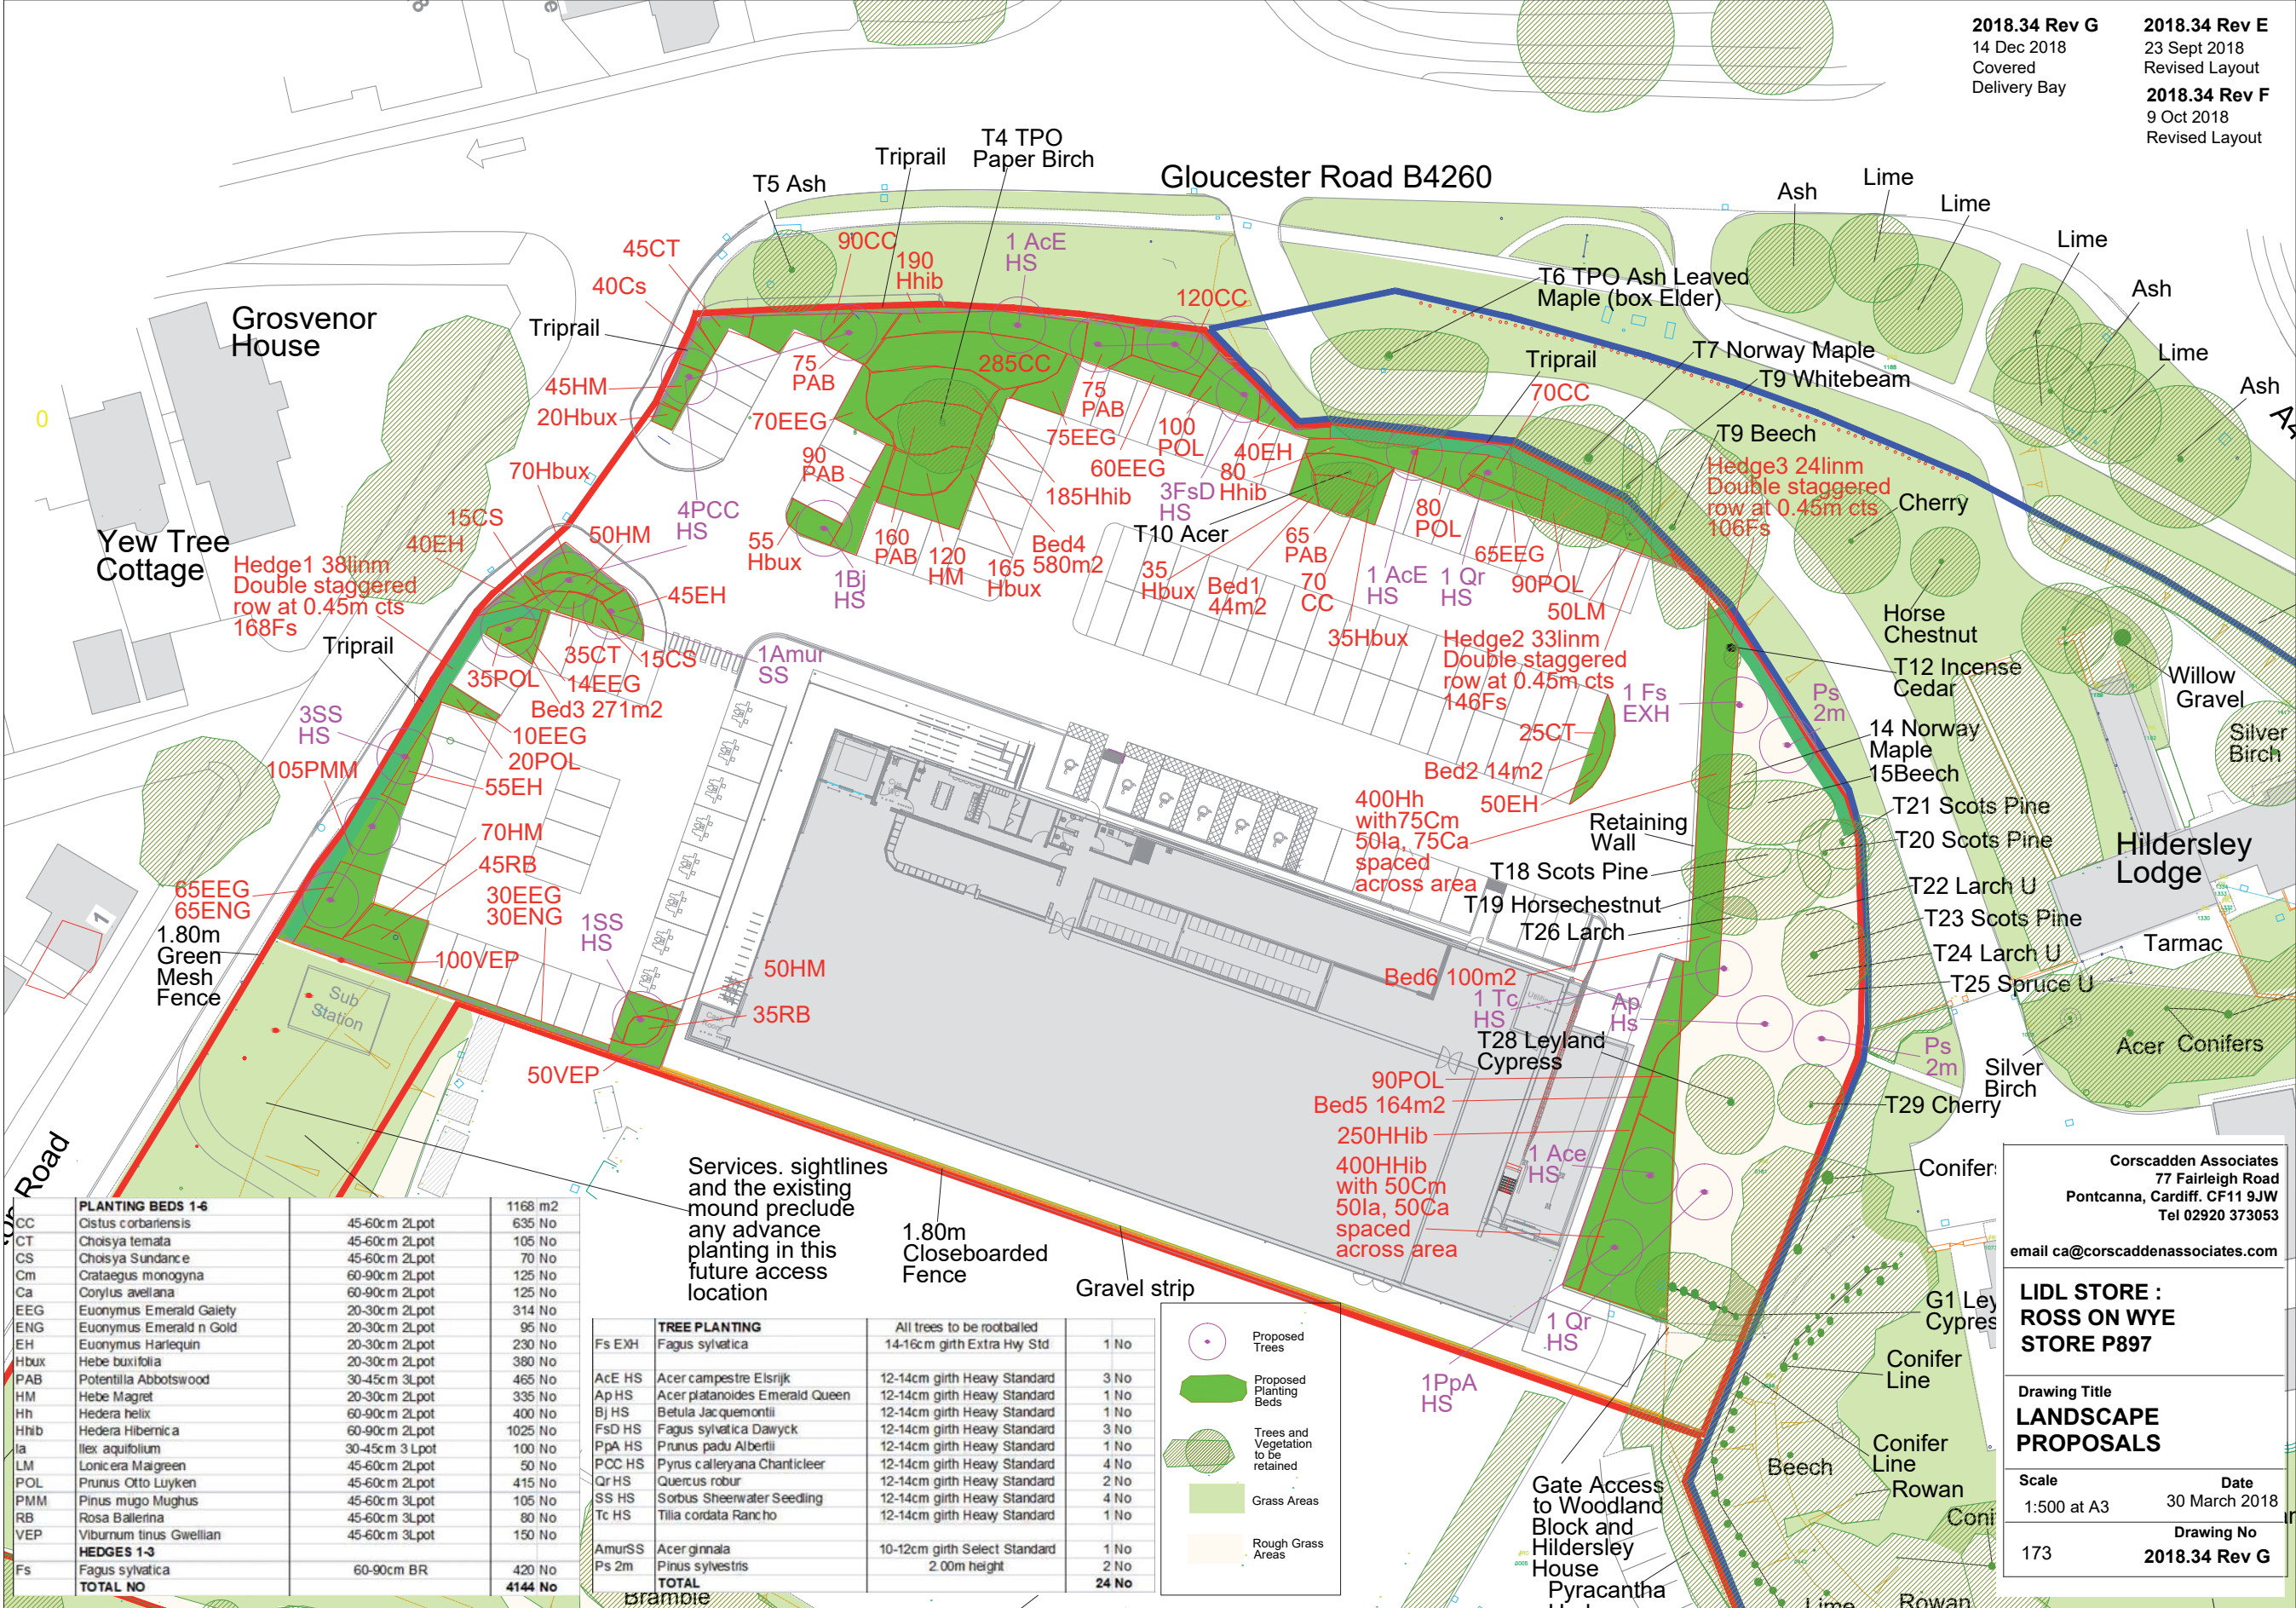 2018.34 Rev G
14 Dec 2018
Covered
Delivery Bay
2018.34 Rev E
23 Sept 2018
Revised Layout
2018.34 Rev F
9 Oct 2018
Revised Layout
Gloucester Road B4260
T4 TPO
Paper Birch
Triprail
T5 Ash
Ash
Lime
Lime
Lime
Ash
Lime
Ash
A4
45CT
40Cs
90CC
190
Hhib
1 AcE
HS
120CC
T6 TPO Ash Leaved
Maple (box Elder)
Triprail
T7 Norway Maple
T9 Whitebeam
70CC
T9 Beech
Hedge3 24linm
Double staggered
row at 0.45m cts
106Fs
Cherry
Grosvenor
House
Triprail
45HM
20Hbux
75
PAB
285CC
75
PAB
70EEG
75EEG
100
POL
60EEG
40EH
80
Hhib
185Hhib
3FsD
HS
T10 Acer
90
PAB
0
70Hbux
15CS
40EH
50HM
4PCC
HS
55
Hbux
1Bj
HS
160
PAB
120
HM
165
Hbux
Bed4
580m2
35
Hbux
Bed1
44m2
65
PAB
70
CC
80
POL
1 AcE
HS
1 Qr
HS
65EEG
90POL
50LM
35Hbux
Hedge2 33linm
Double staggered
row at 0.45m cts
146Fs
Yew Tree
Cottage
Hedge1 38linm
Double staggered
row at 0.45m cts
168Fs
Triprail
45EH
35CT
15CS
35POL
14EEG
Bed3 271m2
1Amur
SS
10EEG
20POL
3SS
HS
105PMM
55EH
70HM
45RB
30EEG
30ENG
65EEG
65ENG
1.80m
Green
Mesh
Fence
1
100VEP
Sub
Station
1SS
HS
50HM
35RB
50VEP
Horse
Chestnut
T12 Incense
Cedar
Willow
Gravel
Silver
Birch
1 Fs
EXH
Ps
2m
25CT
Bed2 14m2
50EH
14 Norway
Maple
15Beech
T21 Scots Pine
T20 Scots Pine
400Hh
with75Cm
50Ia, 75Ca
spaced
across area
Retaining
Wall
T18 Scots Pine
T19 Horsechestnut
T26 Larch
T22 Larch U
T23 Scots Pine
T24 Larch U
T25 Spruce U
Hildersley
Lodge
Tarmac
Bed6 100m2
1 Tc
HS
Ap
Hs
T28 Leyland
Cypress
Ps
2m
Silver
Birch
Acer
Conifers
T29 Cherry
90POL
Bed5 164m2
250HHib
400HHib
with 50Cm
50Ia, 50Ca
spaced
across area
1 Ace
HS
1 Qr
HS
1PpA
HS
Conifer
G1 Ley
Cypres
Conifer
Line
Conifer
Line
Rowan
Beech
Coni
Lime
Rowan
Gate Access
to Woodland
Block and
Hildersley
House
Pyracantha
Road
Services. sightlines
and the existing
mound preclude
any advance
planting in this
future access
location
1.80m
Closeboarded
Fence
Gravel strip
Bramble
PLANTING BEDS 1-6 1168 m2
CC Cistus corbariensis 45-60cm 2Lpot 635 No
CT Choisya ternata 45-60cm 2Lpot 105 No
CS Choisya Sundance 45-60cm 2Lpot 70 No
Cm Crataegus monogyna 60-90cm 2Lpot 125 No
Ca Corylus avellana 60-90cm 2Lpot 125 No
EEG Euonymus Emerald Gaiety 20-30cm 2Lpot 314 No
ENG Euonymus Emerald n Gold 20-30cm 2Lpot 95 No
EH Euonymus Harlequin 20-30cm 2Lpot 230 No
Hbux Hebe buxifolia 20-30cm 2Lpot 380 No
PAB Potentilla Abbotswood 30-45cm 3Lpot 465 No
HM Hebe Magret 20-30cm 2Lpot 335 No
Hh Hedera helix 60-90cm 2Lpot 400 No
Hhib Hedera Hibernica 60-90cm 2Lpot 1025 No
Ia Ilex aquifolium 30-45cm 3 Lpot 100 No
LM Lonicera Maigreen 45-60cm 2Lpot 50 No
POL Prunus Otto Luyken 45-60cm 2Lpot 415 No
PMM Pinus mugo Mughus 45-60cm 3Lpot 105 No
RB Rosa Ballerina 45-60cm 3Lpot 80 No
VEP Viburnum tinus Gwellian 45-60cm 3Lpot 150 No
HEDGES 1-3
Fs Fagus sylvatica 60-90cm BR 420 No
TOTAL NO 4144 No
TREE PLANTING All trees to be rootballed
Fs EXH Fagus sylvatica 14-16cm girth Extra Hvy Std 1 No
AcE HS Acer campestre Elsrijk 12-14cm girth Heavy Standard 3 No
Ap HS Acer platanoides Emerald Queen 12-14cm girth Heavy Standard 1 No
Bj HS Betula Jacquemontii 12-14cm girth Heavy Standard 1 No
FsD HS Fagus sylvatica Dawyck 12-14cm girth Heavy Standard 3 No
PpA HS Prunus padu Albertii 12-14cm girth Heavy Standard 1 No
PCC HS Pyrus calleryana Chanticleer 12-14cm girth Heavy Standard 4 No
Qr HS Quercus robur 12-14cm girth Heavy Standard 2 No
SS HS Sorbus Sheerwater Seedling 12-14cm girth Heavy Standard 4 No
Tc HS Tilia cordata Rancho 12-14cm girth Heavy Standard 1 No
AmurSS Acer ginnala 10-12cm girth Select Standard 1 No
Ps 2m Pinus sylvestris 2.00m height 2 No
TOTAL 24 No
Proposed
Trees
Proposed
Planting
Beds
Trees and
Vegetation
to be
retained
Grass Areas
Rough Grass
Areas
Corscadden Associates
77 Fairleigh Road
Pontcanna, Cardiff. CF11 9JW
Tel 02920 373053
email ca@corscaddenassociates.com
LIDL STORE :
ROSS ON WYE
STORE P897
Drawing Title
LANDSCAPE
PROPOSALS
Scale
1:500 at A3
Date
30 March 2018
173
Drawing No
2018.34 Rev G